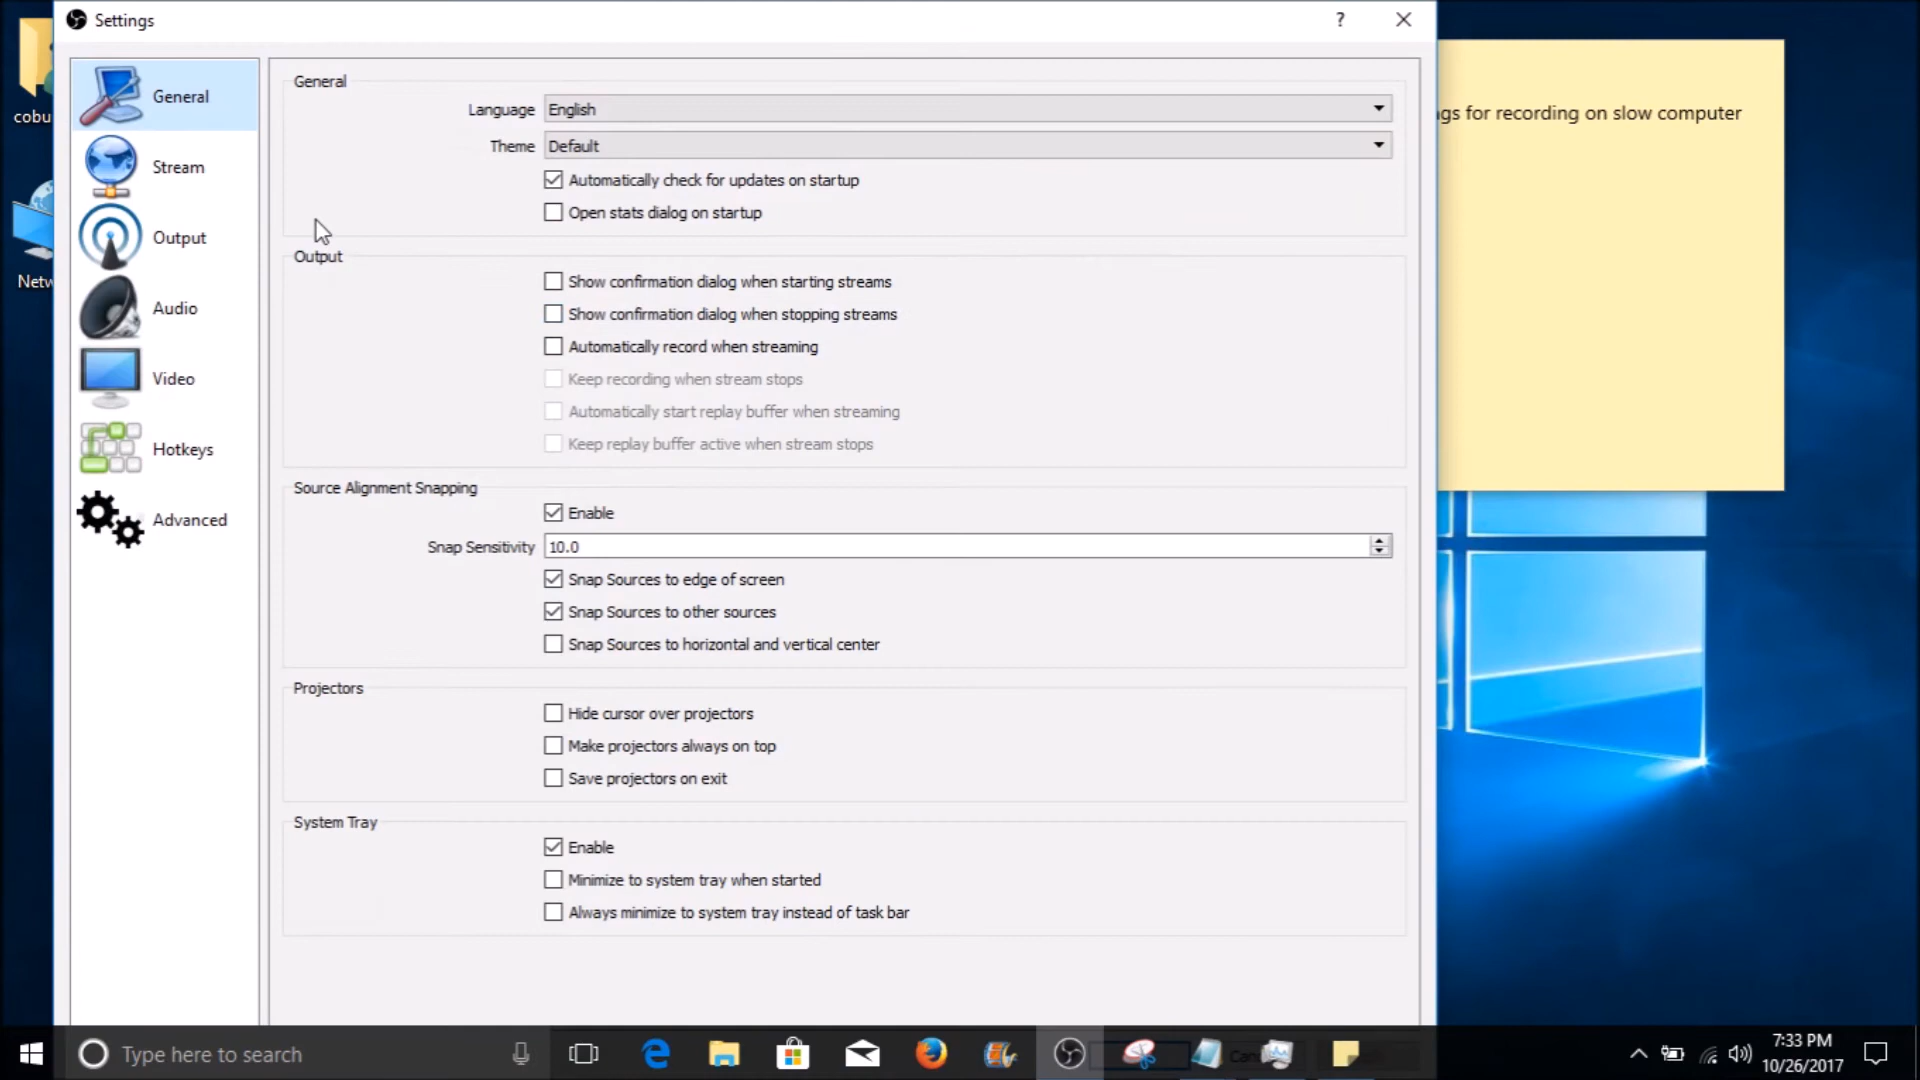 Settings
?
General
Stream
Output
Audio
Video
Hotkeys
Advanced
General
Language English
Theme Default
Automatically check for updates on startup
Open stats dialog on startup
Output
Show confirmation dialog when starting streams
Show confirmation dialog when stopping streams
Automatically record when streaming
Keep recording when stream stops
Automatically start replay buffer when streaming
Keep replay buffer active when stream stops
Source Alignment Snapping
Enable
Snap Sensitivity 10.0
Snap Sources to edge of screen
Snap Sources to other sources
Snap Sources to horizontal and vertical center
Projectors
Hide cursor over projectors
Make projectors always on top
Save projectors on exit
System Tray
Enable
Minimize to system tray when started
Always minimize to system tray instead of task bar
cobu
Netw
ngs for recording on slow computer
Type here to search
7:33 PM
10/26/2017